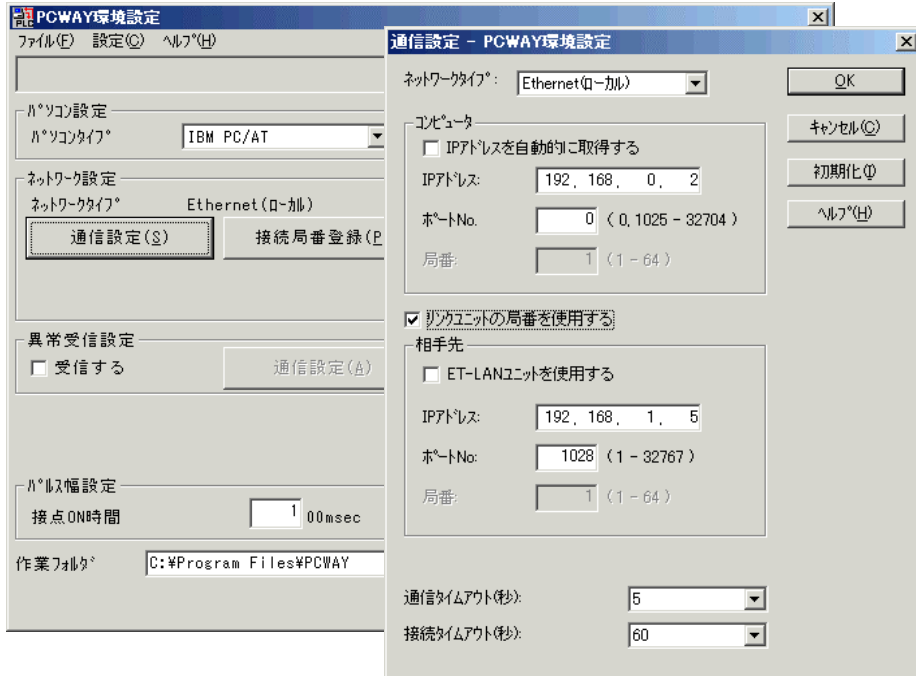 PCWAY環境設定
ファイル(F) 設定(C) ヘルプ(H)
パソコン設定
パソコンタイプ IBM PC/AT
ネットワーク設定
ネットワークタイプ Ethernet(ローカル)
通信設定(S) 接続局番登録(P
異常受信設定
受信する 通信設定(A)
パルス幅設定
接点ON時間 1 00msec
作業フォルダ C:¥Program Files¥PCWAY
通信設定 - PCWAY環境設定
ネットワークタイプ: Ethernet(ローカル)
コンピュータ
IPアドレスを自動的に取得する
IPアドレス: 192. 168. 0. 2
ポートNo. 0 (0, 1025 - 32704)
局番: 1 (1 - 64)
リンクユニットの局番を使用する
相手先
ET-LANユニットを使用する
IPアドレス: 192. 168. 1. 5
ポートNo: 1028 (1 - 32767)
局番: 1 (1 - 64)
通信タイムアウト(秒): 5
接続タイムアウト(秒): 60
OK
キャンセル(C)
初期化(I)
ヘルプ(H)